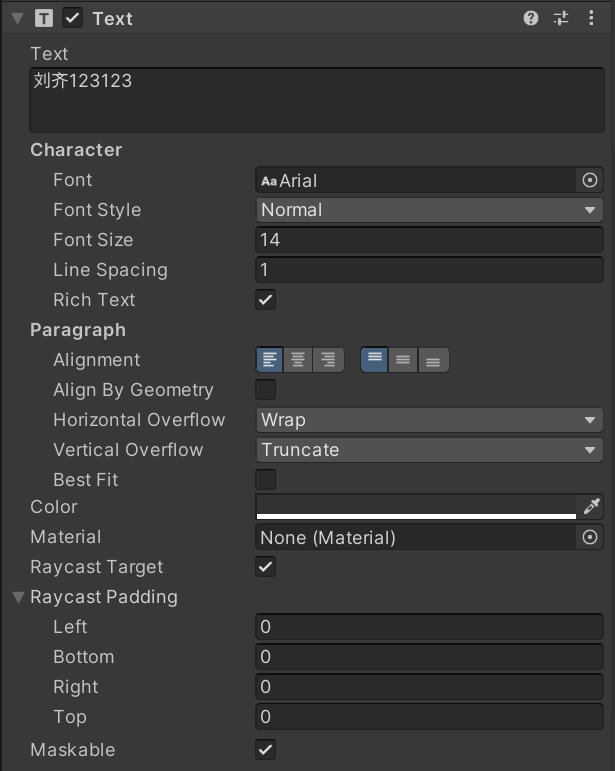 Text
Text
刘齐123123
Character
Font Aa Arial
Font Style Normal
Font Size 14
Line Spacing 1
Rich Text
Paragraph
Alignment
Align By Geometry
Horizontal Overflow Wrap
Vertical Overflow Truncate
Best Fit
Color
Material None (Material)
Raycast Target
Raycast Padding
Left 0
Bottom 0
Right 0
Top 0
Maskable